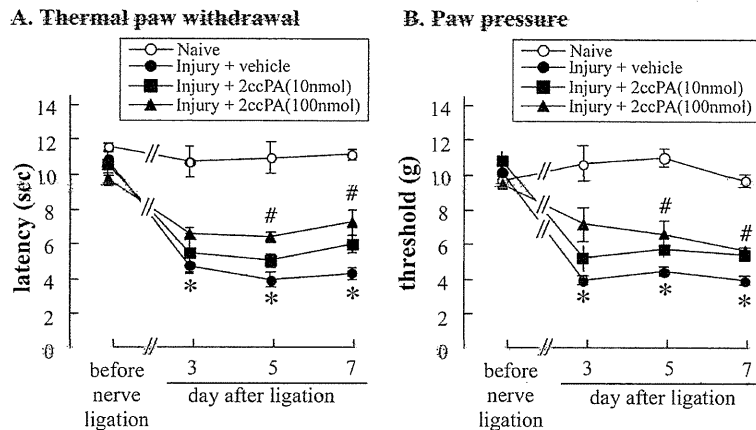 A. Thermal paw withdrawal
Naive
Injury + vehicle
Injury + 2ccPA(10nmol)
Injury + 2ccPA(100nmol)
14
12
10
8
6
4
2
0
latency (sec)
#
#
*
*
*
before
nerve
ligation
3
5
7
day after ligation
B. Paw pressure
Naive
Injury + vehicle
Injury + 2ccPA(10nmol)
Injury + 2ccPA(100nmol)
14
12
10
8
6
4
2
0
threshold (g)
#
#
*
*
*
before
nerve
ligation
3
5
7
day after ligation